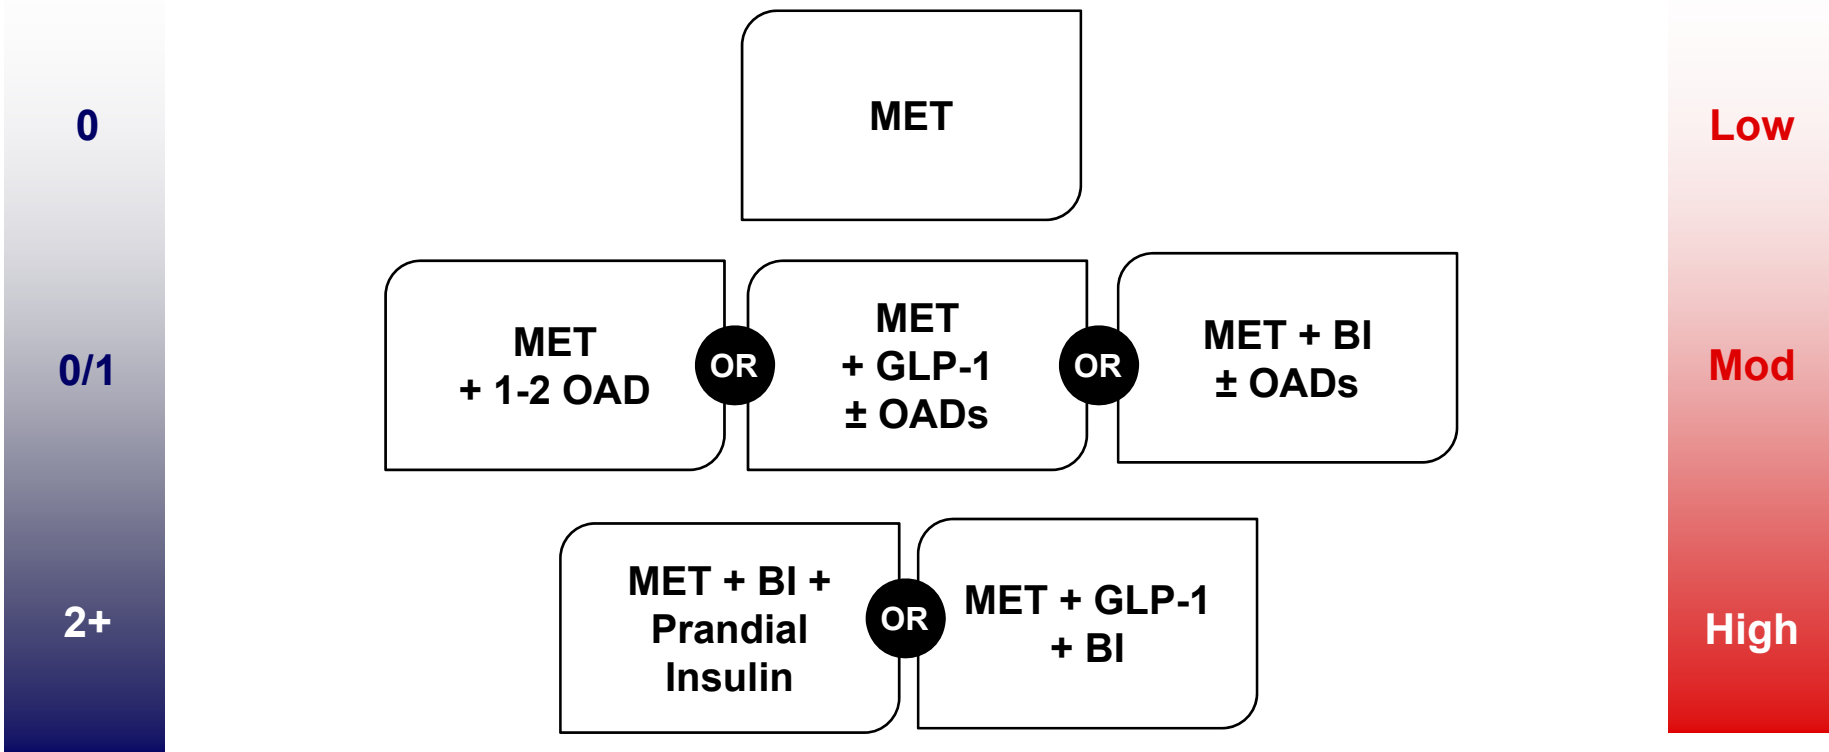 0
MET
Low
0/1
MET
+ 1-2 OAD
OR
MET
+ GLP-1
± OADs
OR
MET + BI
± OADs
Mod
2+
MET + BI +
Prandial
Insulin
OR
MET + GLP-1
+ BI
High